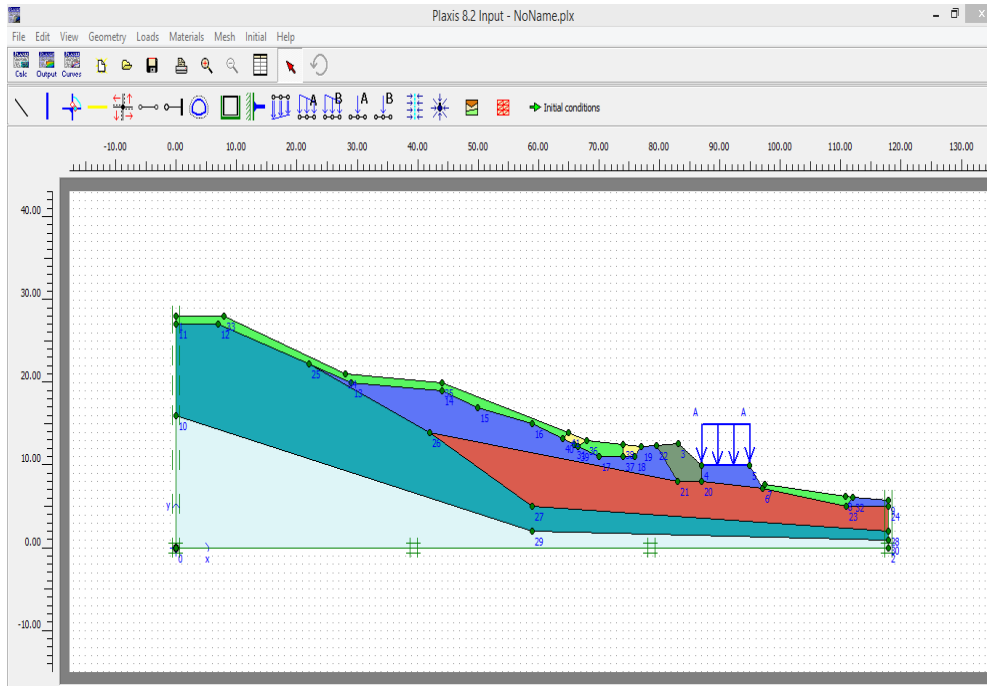 Plaxis 8.2 Input - NoName.plx
File Edit View Geometry Loads Materials Mesh Initial Help
Calc Output Curves
A B A B Initial conditions
-10.00 0.00 10.00 20.00 30.00 40.00 50.00 60.00 70.00 80.00 90.00 100.00 110.00 120.00 130.00
40.00
30.00
11 12 33
20.00
25 13
14
15
A A
16
10
26
17 37 18 19 22 3
10.00
4 5
21 20 6
y
32
23 24
27
0.00
29
0 x
2
-10.00